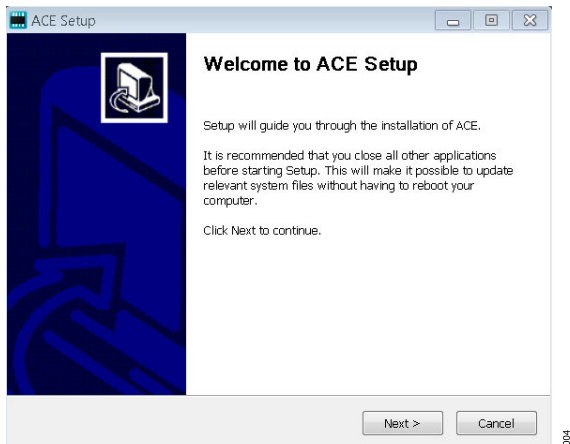 ACE Setup
Welcome to ACE Setup
Setup will guide you through the installation of ACE.
It is recommended that you close all other applications
before starting Setup. This will make it possible to update
relevant system files without having to reboot your
computer.
Click Next to continue.
Next >
Cancel
004